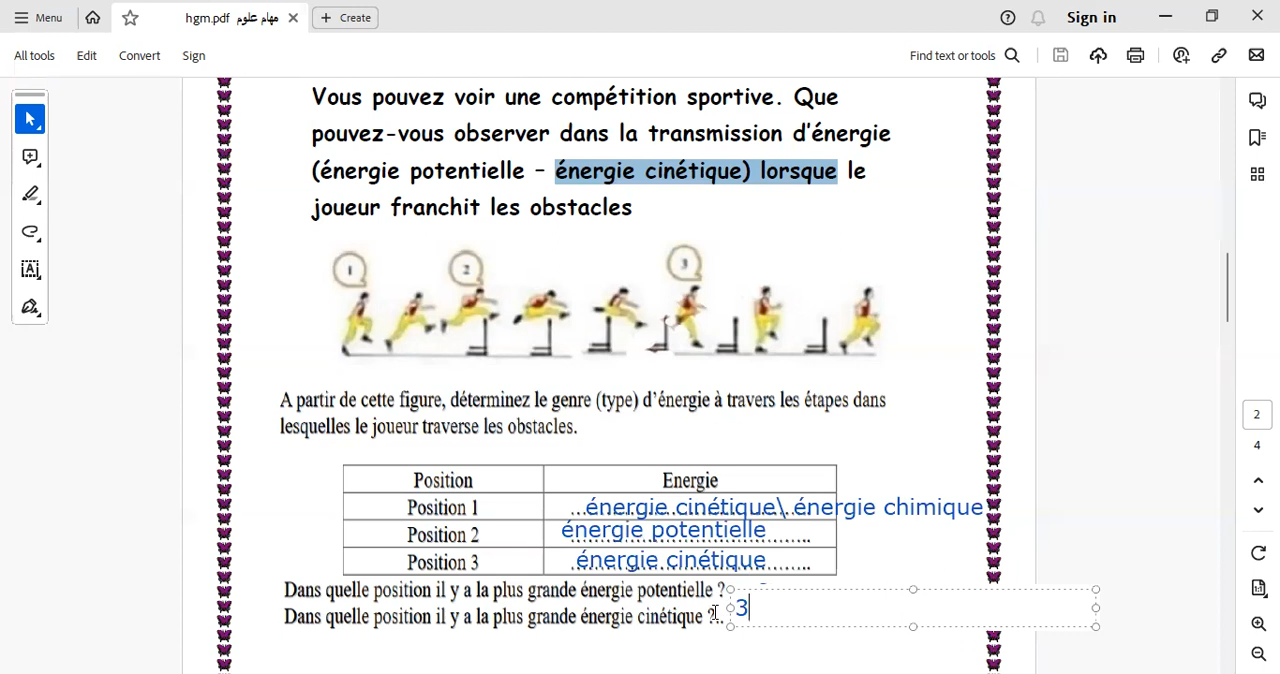 Menu
hgm.pdf مهام علوم
Create
Sign in
All tools
Edit
Convert
Sign
Find text or tools
Vous pouvez voir une compétition sportive. Que
pouvez-vous observer dans la transmission d'énergie
(énergie potentielle - énergie cinétique) lorsque le
joueur franchit les obstacles
1
2
3
A partir de cette figure, déterminez le genre (type) d'énergie à travers les étapes dans
lesquelles le joueur traverse les obstacles.
Position Energie
Position 1 ...énergie cinétique\ énergie chimique
Position 2 énergie potentielle
Position 3 énergie cinétique
Dans quelle position il y a la plus grande énergie potentielle ?
Dans quelle position il y a la plus grande énergie cinétique ?.. 3
2
4